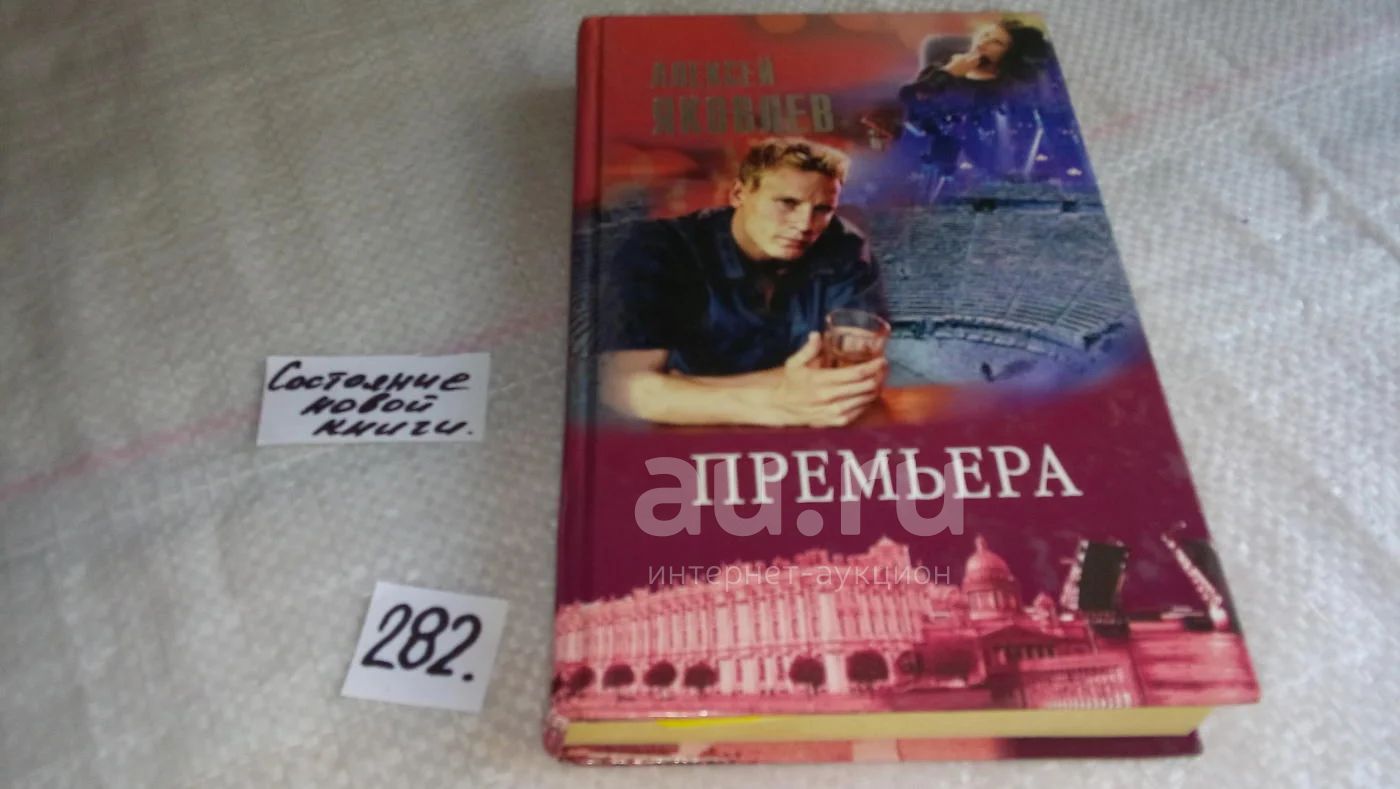 АЛЕКСЕЙ
ЯКОВЛЕВ
Состояние
новой
книги.
ПРЕМЬЕРА
au.ru
интернет-аукцион
282.